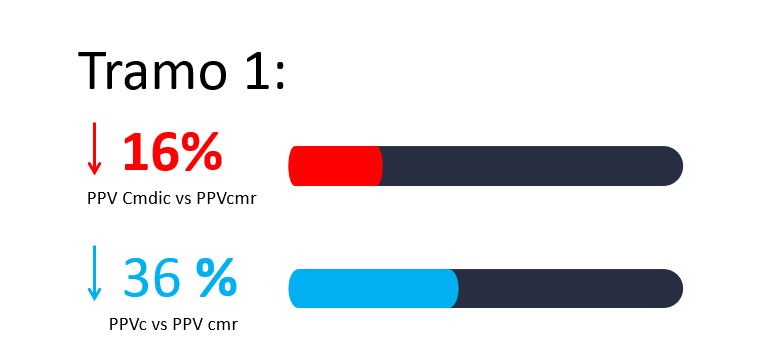 Tramo 1:
↓ 16%
PPV Cmdic vs PPVcmr
↓ 36 %
PPVc vs PPV cmr